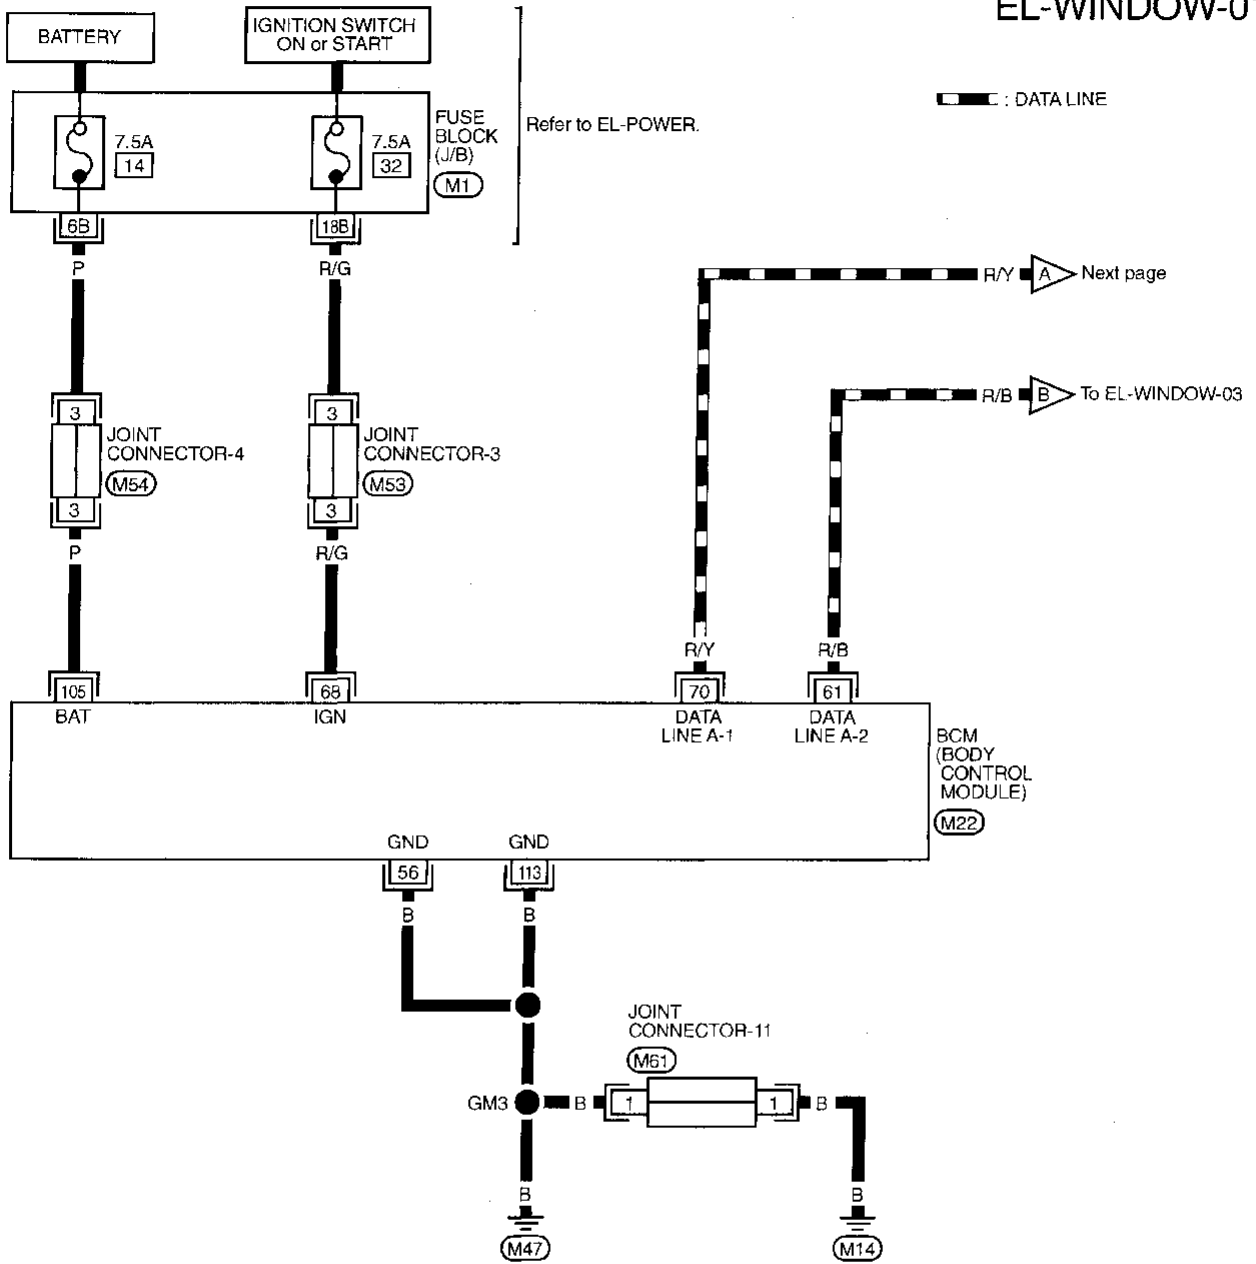 EL-WINDOW-01
BATTERY
IGNITION SWITCH
ON or START
: DATA LINE
7.5A
14
7.5A
32
FUSE
BLOCK
(J/B)
M1
Refer to EL-POWER.
6B
18B
P
R/G
R/Y
A
Next page
R/B
B
To EL-WINDOW-03
3
JOINT
CONNECTOR-4
M54
3
3
JOINT
CONNECTOR-3
M53
3
P
R/G
R/Y
R/B
105
68
70
61
BAT
IGN
DATA
LINE A-1
DATA
LINE A-2
BCM
(BODY
CONTROL
MODULE)
M22
GND
GND
56
113
B
B
JOINT
CONNECTOR-11
M61
GM3
B
1
1
B
B
B
M47
M14